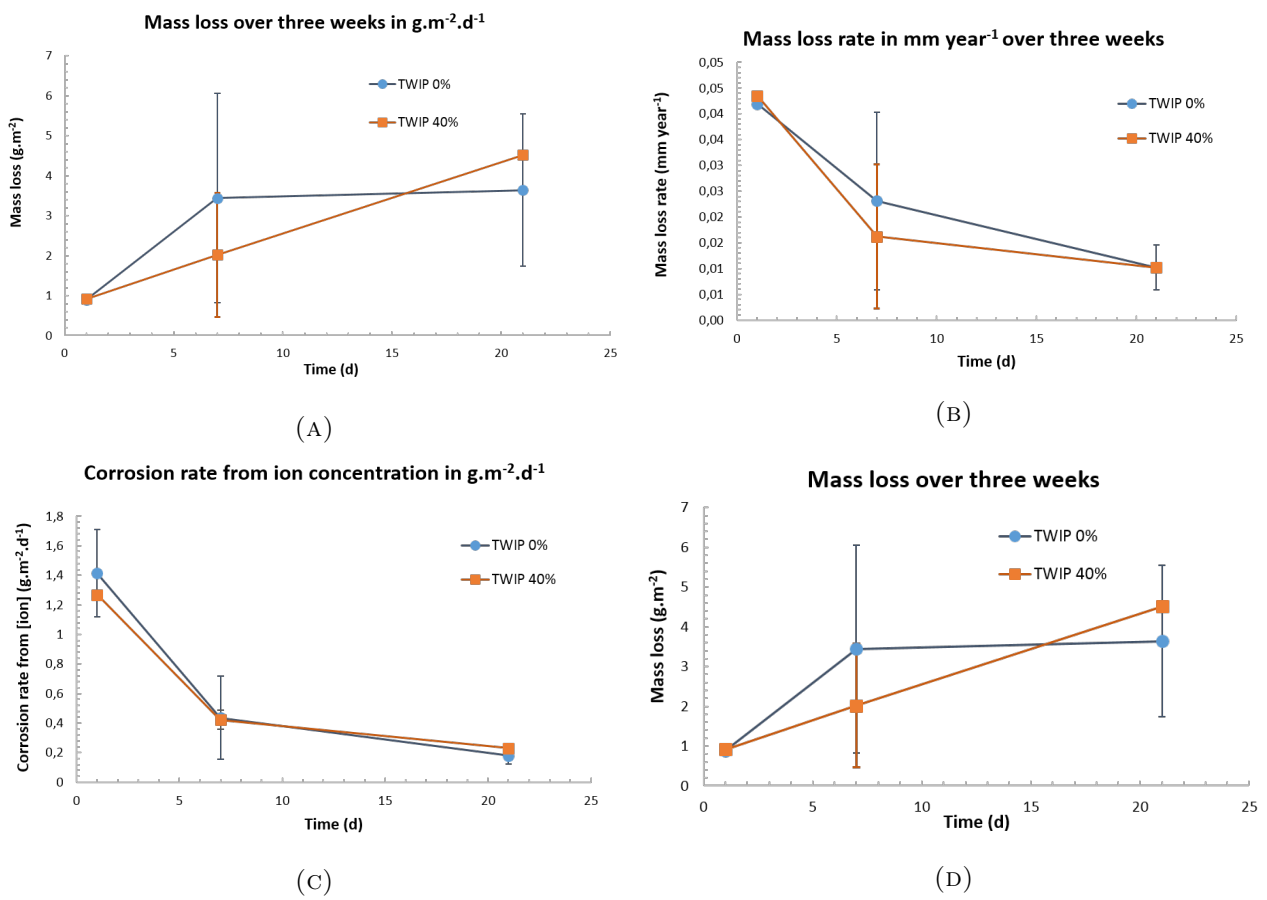 Mass loss over three weeks in g.m⁻².d⁻¹
Mass loss (g.m⁻²)
7
6
5
4
3
2
1
0
TWIP 0%
TWIP 40%
0 5 10 15 20 25
Time (d)
(A)
Mass loss rate in mm year⁻¹ over three weeks
Mass loss rate (mm year⁻¹)
0,05
0,05
0,04
0,04
0,03
0,03
0,02
0,02
0,01
0,01
0,00
TWIP 0%
TWIP 40%
0 5 10 15 20 25
Time (d)
(B)
Corrosion rate from ion concentration in g.m⁻².d⁻¹
Corrosion rate from [ion] (g.m⁻².d⁻¹)
1,8
1,6
1,4
1,2
1
0,8
0,6
0,4
0,2
0
TWIP 0%
TWIP 40%
0 5 10 15 20 25
Time (d)
(C)
Mass loss over three weeks
Mass loss (g.m⁻²)
7
6
5
4
3
2
1
0
TWIP 0%
TWIP 40%
0 5 10 15 20 25
Time (d)
(D)